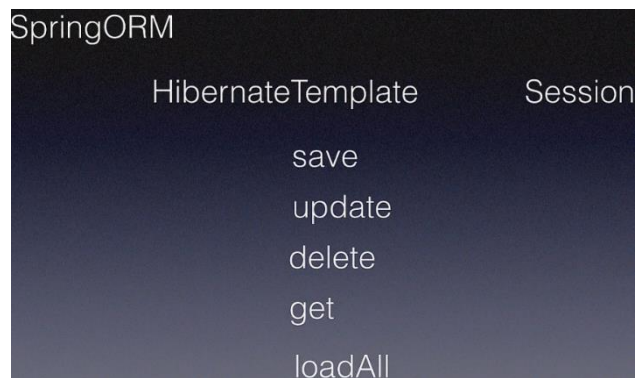 SpringORM
HibernateTemplate Session
save
update
delete
get
loadAll